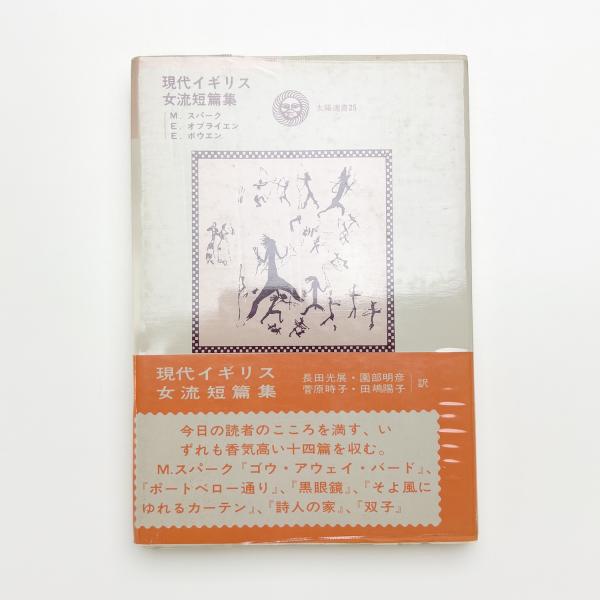 現代イギリス
女流短篇集
M. スパーク
E. オブライエン
E. ボウエン
太陽選書25
現代イギリス
女流短篇集
長田光展・園部明彦
菅原時子・田嶋陽子
訳
今日の読者のこころを満す、い
ずれも香気高い十四篇を収む。
M.スパーク『ゴウ・アウェイ・バード』、
『ポートベロー通り』、『黒眼鏡』、『そよ風に
ゆれるカーテン』、『詩人の家』、『双子』